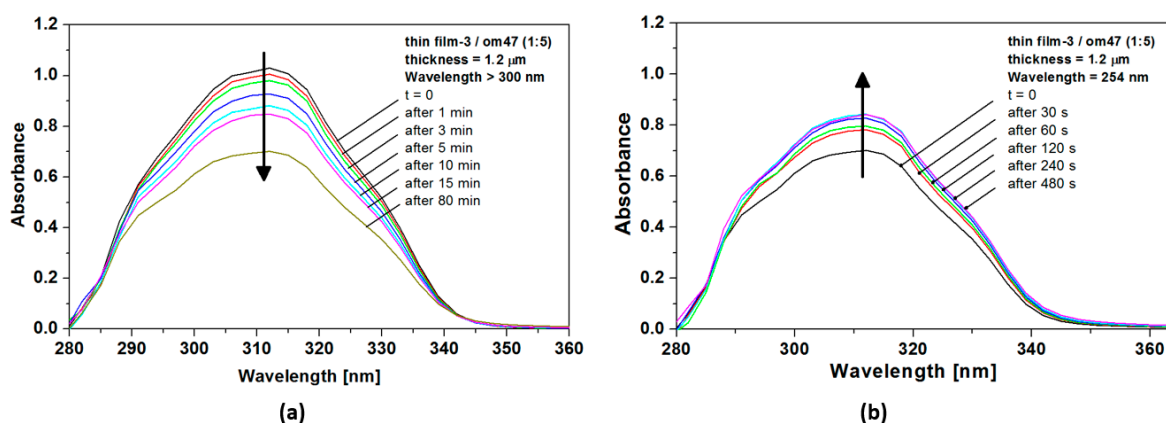 1.2
1.0
0.8
0.6
0.4
0.2
0.0
Absorbance
thin film-3 / om47 (1:5)
thickness = 1.2 μm
Wavelength > 300 nm
t = 0
after 1 min
after 3 min
after 5 min
after 10 min
after 15 min
after 80 min
280 290 300 310 320 330 340 350 360
Wavelength [nm]
(a)
1.2
1.0
0.8
0.6
0.4
0.2
0.0
Absorbance
thin film-3 / om47 (1:5)
thickness = 1.2 μm
Wavelength = 254 nm
t = 0
after 30 s
after 60 s
after 120 s
after 240 s
after 480 s
280 300 320 340 360
Wavelength [nm]
(b)